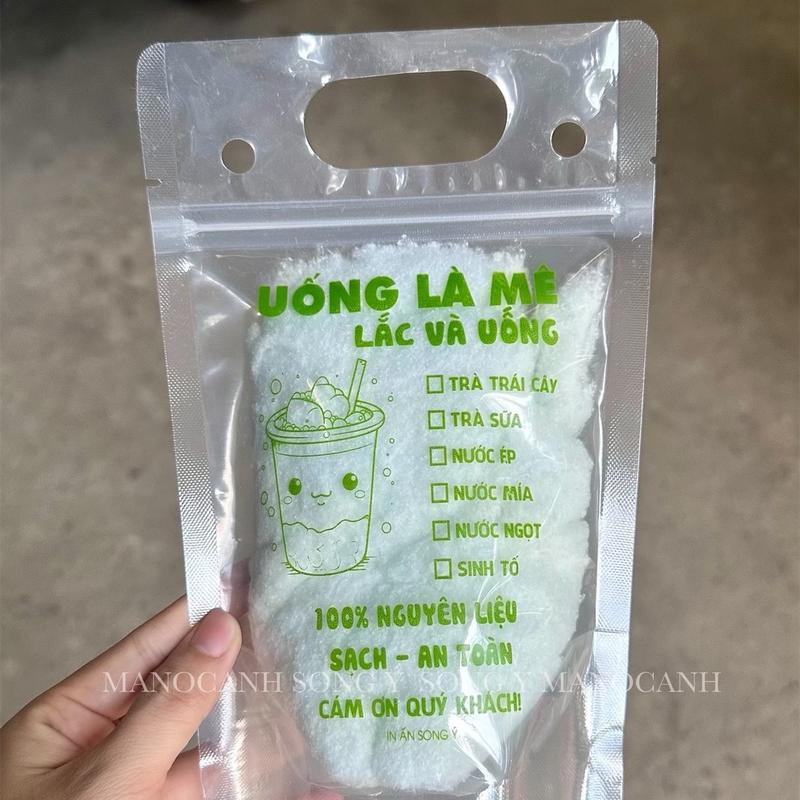 UỐNG LÀ MÊ
LẮC VÀ UỐNG
TRÀ TRÁI CÂY
TRÀ SỮA
NƯỚC ÉP
NƯỚC MÍA
NƯỚC NGỌT
SINH TỐ
100% NGUYÊN LIỆU
SẠCH - AN TOÀN
MANOCANH SONG Ý SONG Ý MANOCANH
CẢM ƠN QUÝ KHÁCH!
IN ẤN SONG Ý